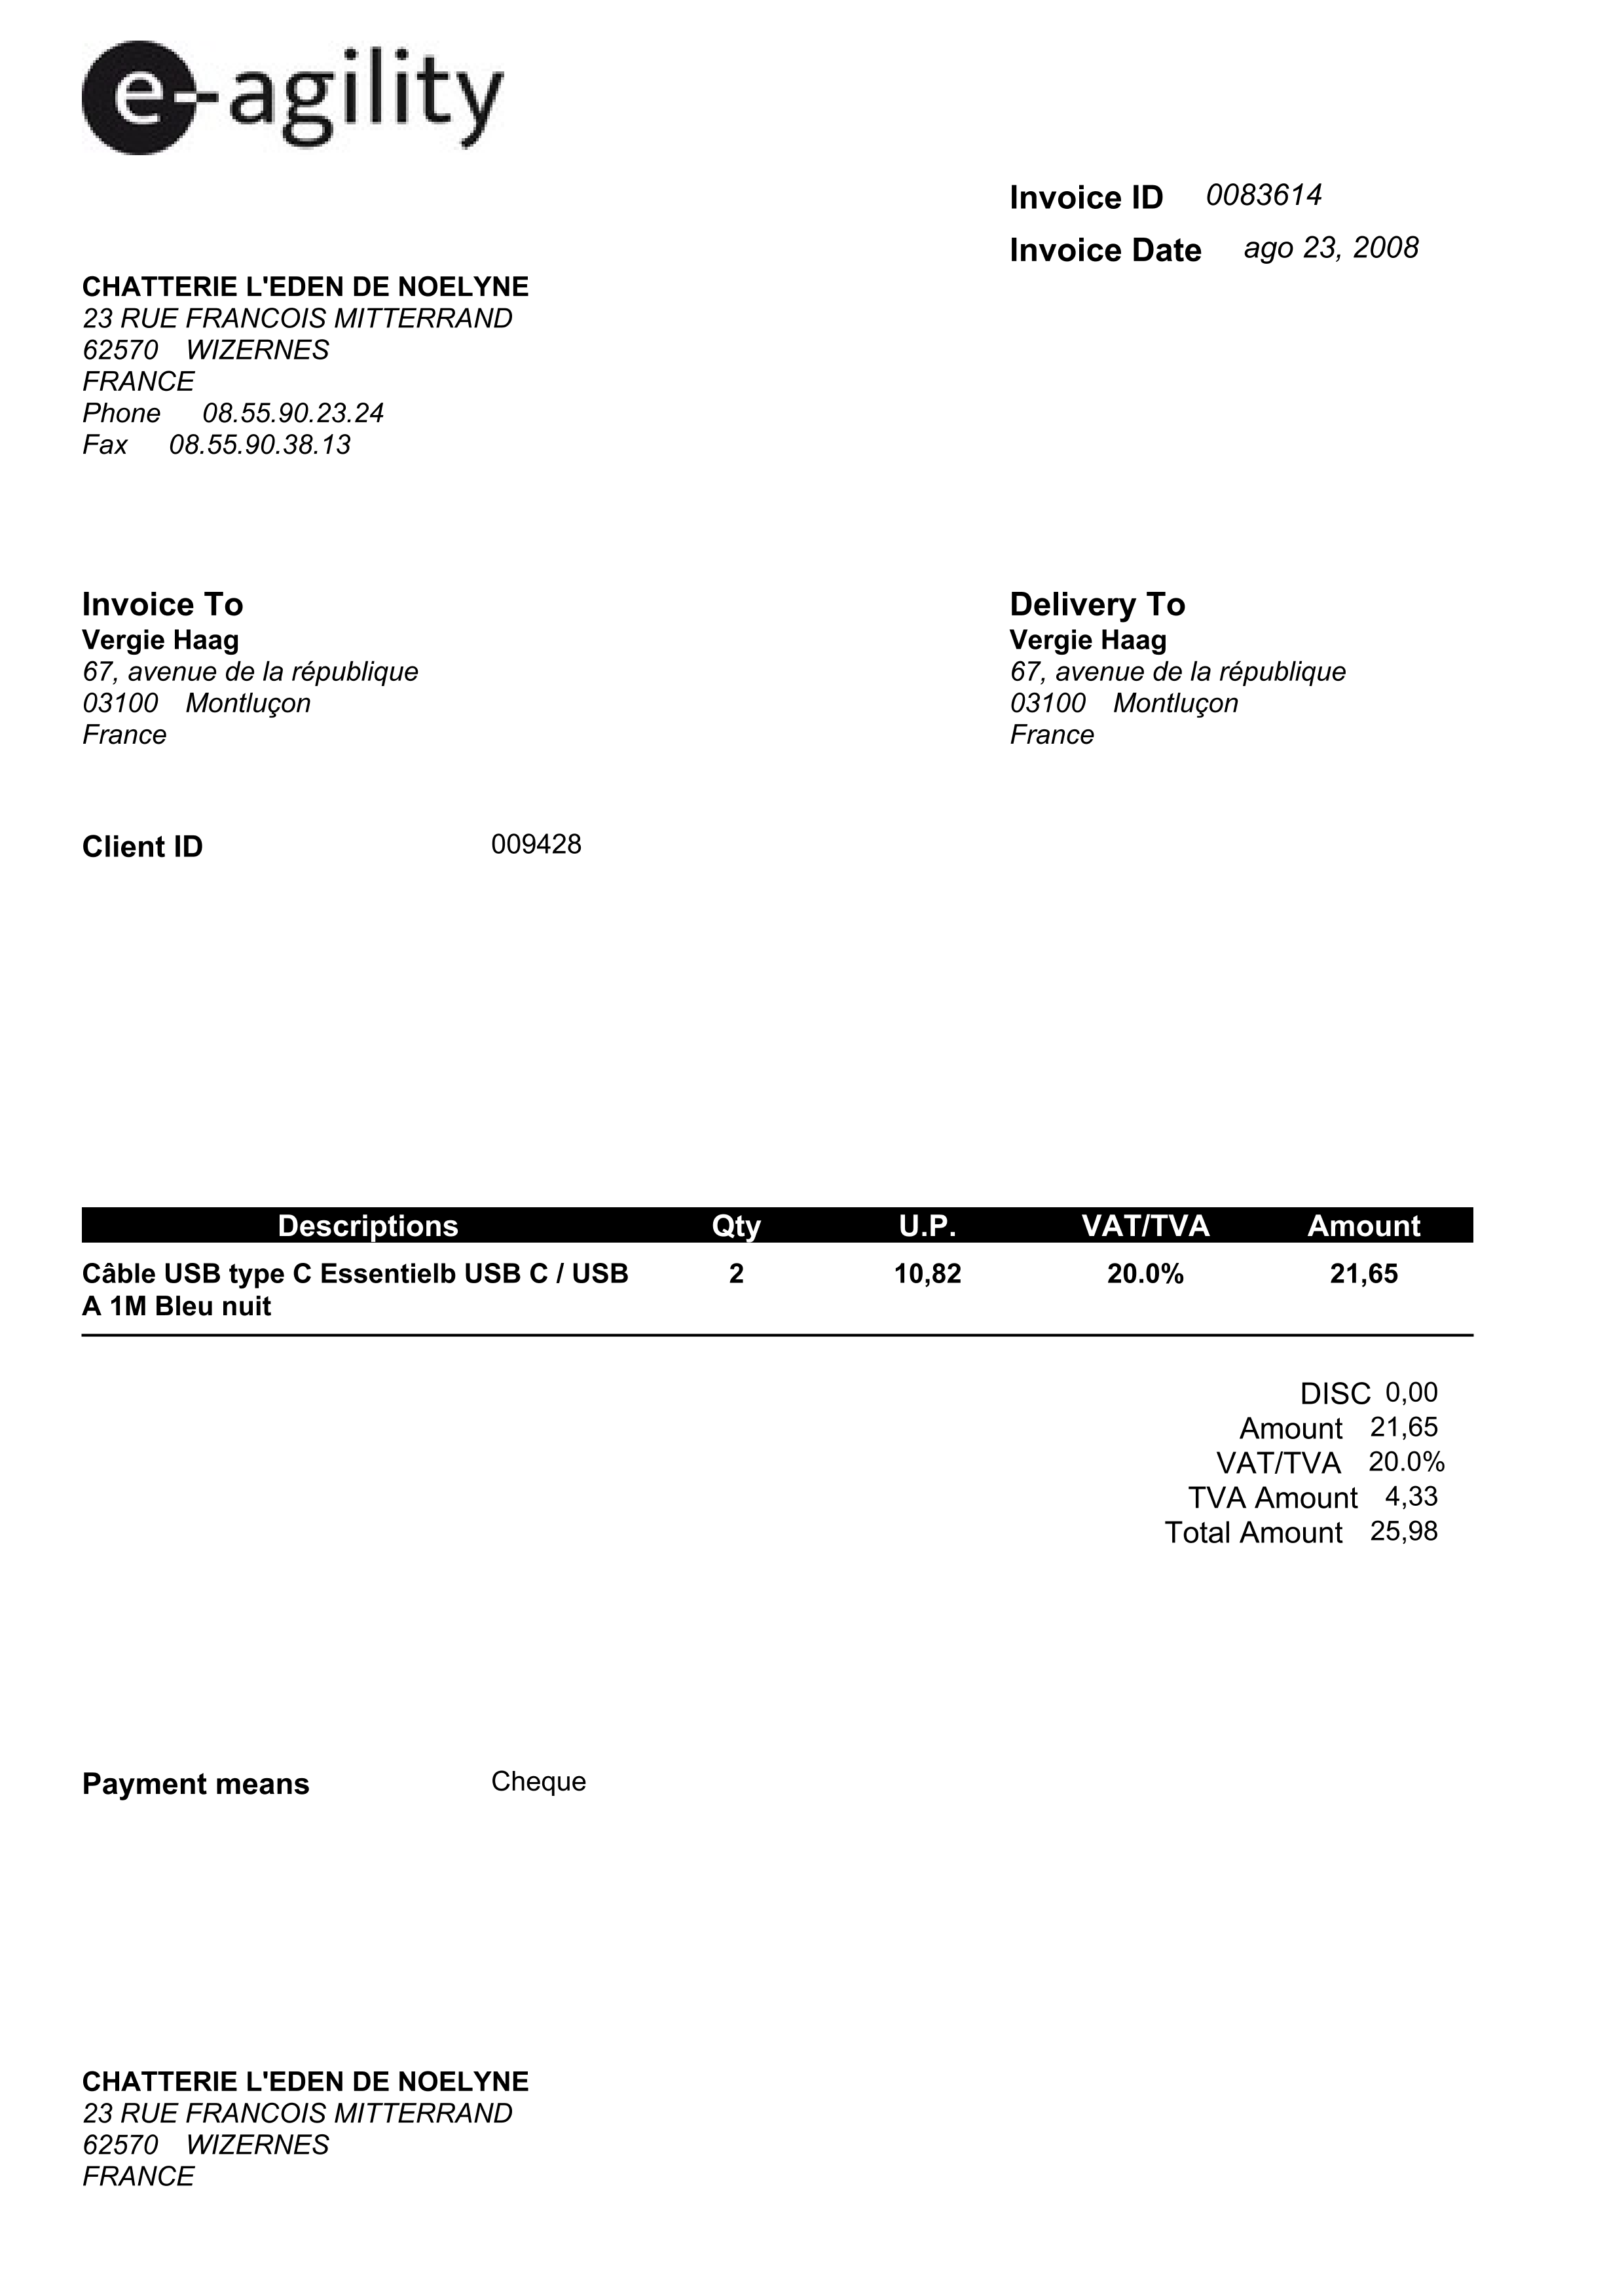 e-agility
Invoice ID 0083614
Invoice Date ago 23, 2008
CHATTERIE L'EDEN DE NOELYNE
23 RUE FRANCOIS MITTERRAND
62570 WIZERNES
FRANCE
Phone 08.55.90.23.24
Fax 08.55.90.38.13
Invoice To
Vergie Haag
67, avenue de la république
03100 Montluçon
France
Delivery To
Vergie Haag
67, avenue de la république
03100 Montluçon
France
Client ID 009428
Descriptions Qty U.P. VAT/TVA Amount
Câble USB type C Essentielb USB C / USB 2 10,82 20.0% 21,65
A 1M Bleu nuit
DISC 0,00
Amount 21,65
VAT/TVA 20.0%
TVA Amount 4,33
Total Amount 25,98
Payment means Cheque
CHATTERIE L'EDEN DE NOELYNE
23 RUE FRANCOIS MITTERRAND
62570 WIZERNES
FRANCE